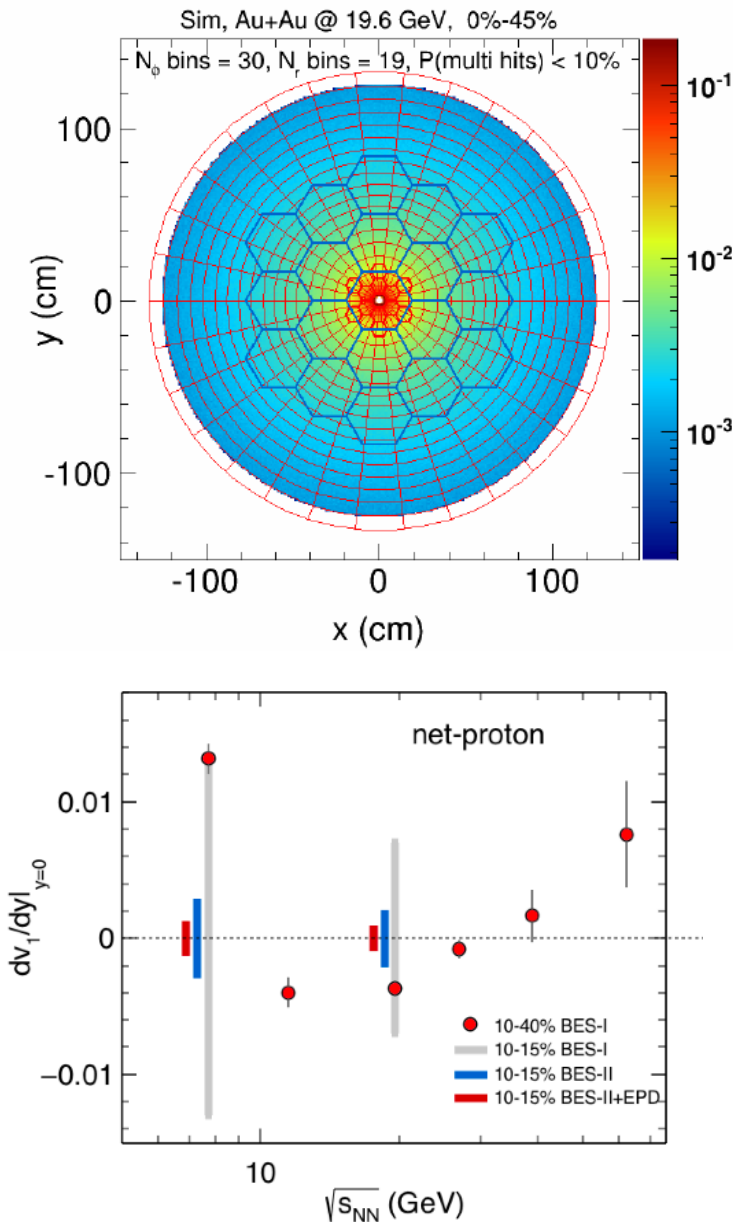 Sim, Au+Au @ 19.6 GeV, 0%-45%
N_ϕ bins = 30, N_r bins = 19, P(multi hits) < 10%
y (cm)
100
0
-100
-100 0 100
x (cm)
10^-1
10^-2
10^-3
net-proton
dv_1/dy|_y=0
0.01
0
−0.01
10-40% BES-I
10-15% BES-I
10-15% BES-II
10-15% BES-II+EPD
10
√s_NN (GeV)